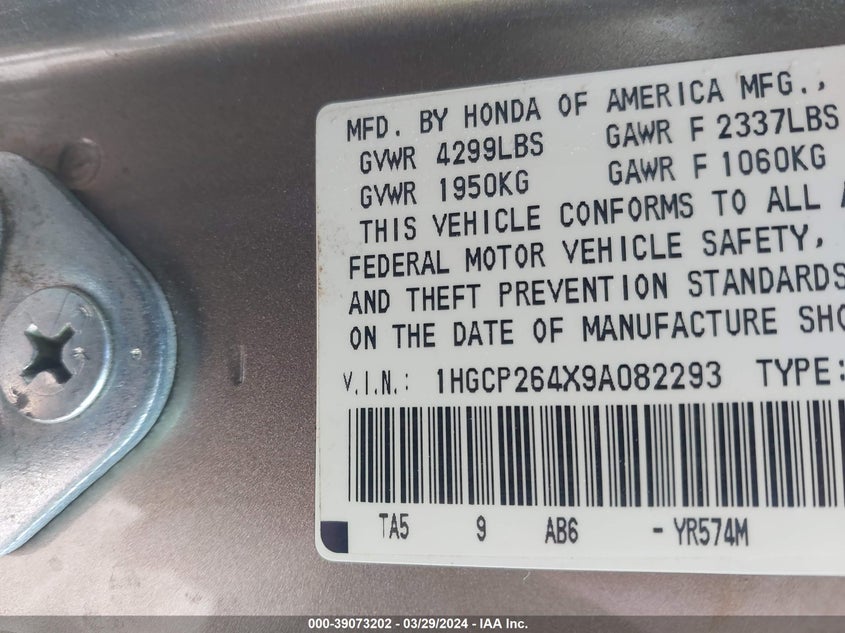 MFD. BY HONDA OF AMERICA MFG.,
GVWR 4299LBS GAWR F 2337LBS
GVWR 1950KG GAWR F 1060KG
THIS VEHICLE CONFORMS TO ALL A
FEDERAL MOTOR VEHICLE SAFETY,
AND THEFT PREVENTION STANDARDS
ON THE DATE OF MANUFACTURE SHO
V.I.N.: 1HGCP264X9A082293 TYPE:
TA5 9 AB6 - YR574M
000-39073202 - 03/29/2024 - IAA Inc.